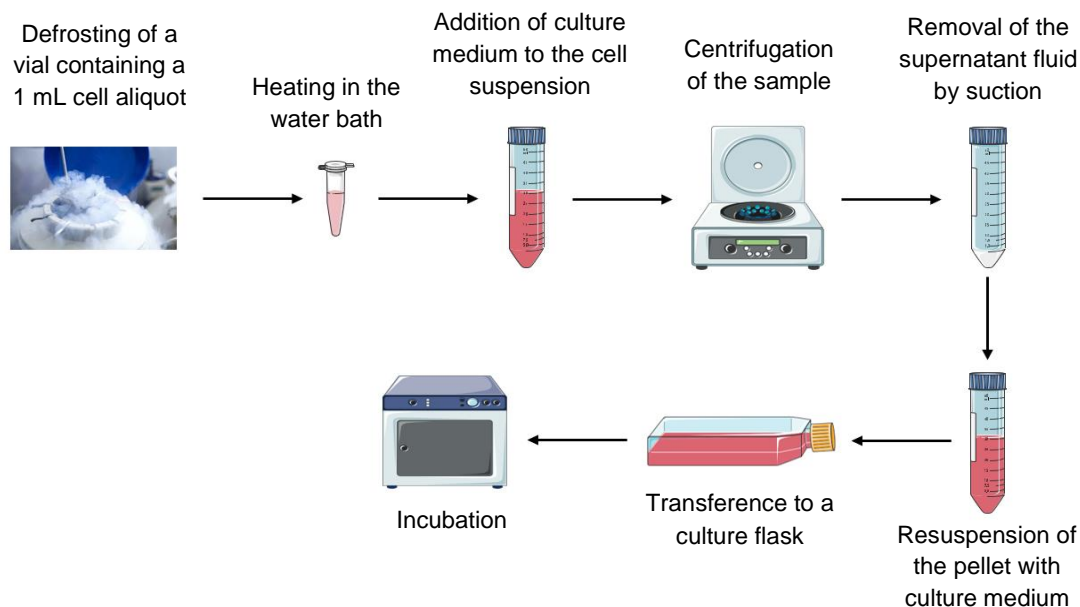 Defrosting of a
vial containing a
1 mL cell aliquot
Heating in the
water bath
Addition of culture
medium to the cell
suspension
Centrifugation
of the sample
Removal of the
supernatant fluid
by suction
Resuspension of
the pellet with
culture medium
Transference to a
culture flask
Incubation